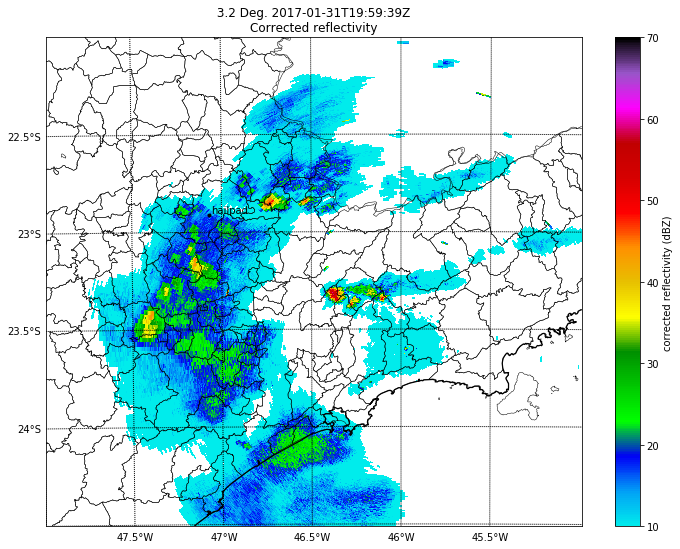 3.2 Deg. 2017-01-31T19:59:39Z
Corrected reflectivity
22.5°S
23°S
23.5°S
24°S
47.5°W
47°W
46.5°W
46°W
45.5°W
hailpad
70
60
50
40
30
20
10
corrected reflectivity (dBZ)